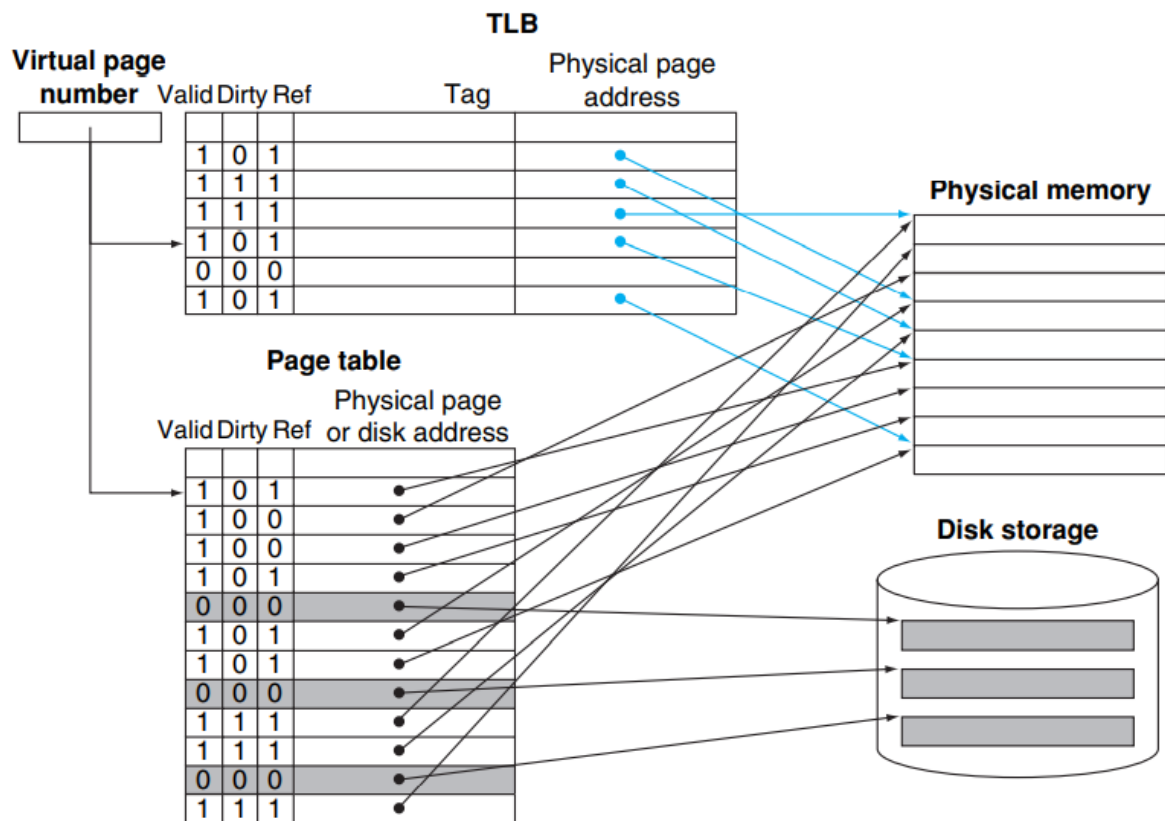 TLB
Virtual page
number
Physical page
address
Valid Dirty Ref Tag
1 0 1
1 1 1
1 1 1
1 0 1
0 0 0
1 0 1
Physical memory
Page table
Physical page
or disk address
Valid Dirty Ref
1 0 1
1 0 0
1 0 0
1 0 1
0 0 0
1 0 1
1 0 1
0 0 0
1 1 1
1 1 1
0 0 0
1 1 1
Disk storage